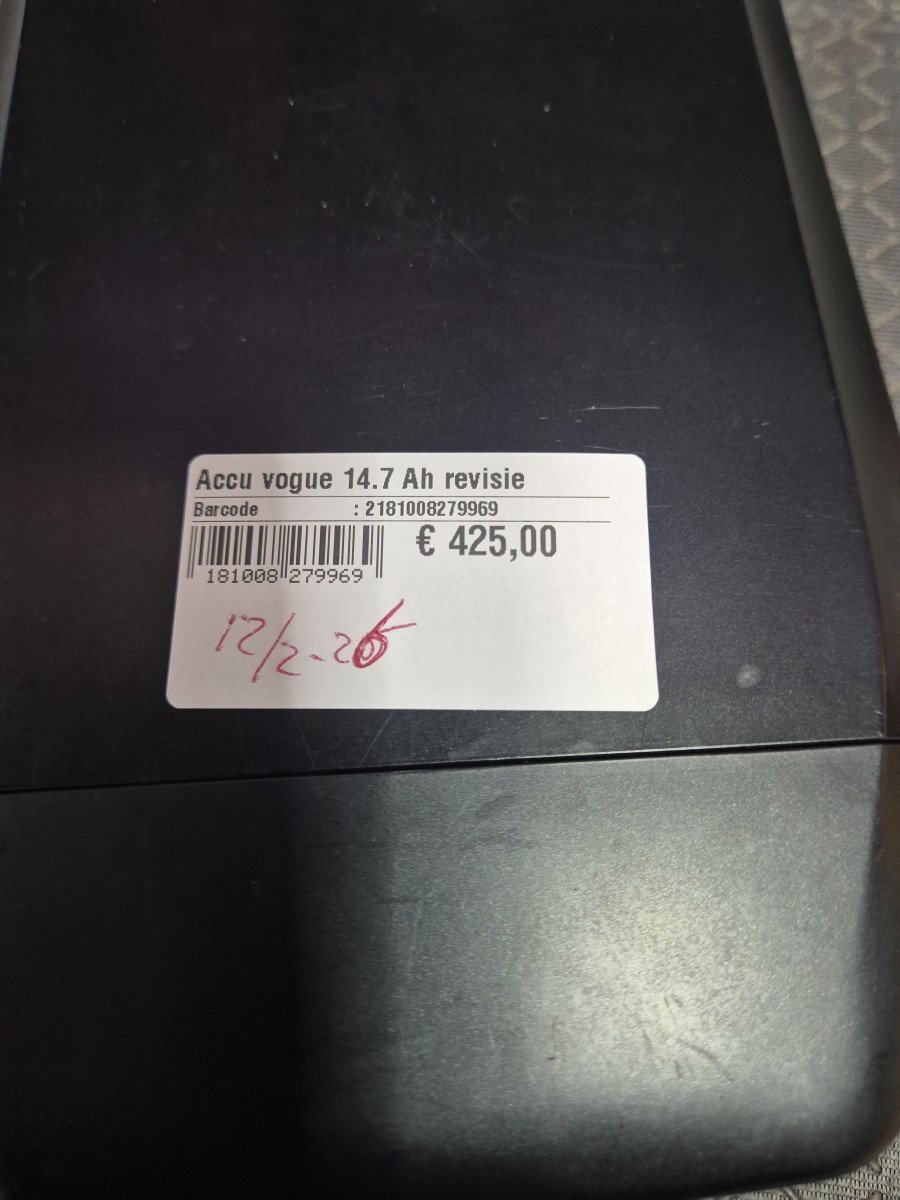 Accu vogue 14.7 Ah revisie
Barcode : 2181008279969
€ 425,00
181008 279969
12/2-26